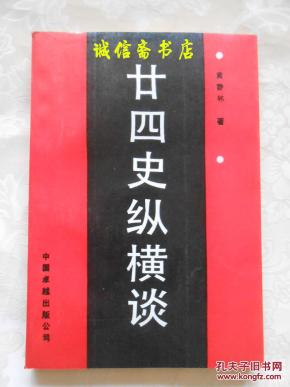 诚信斋书店
廿四史纵横谈
黄静林 著
中国卓越出版公司
孔夫子旧书网